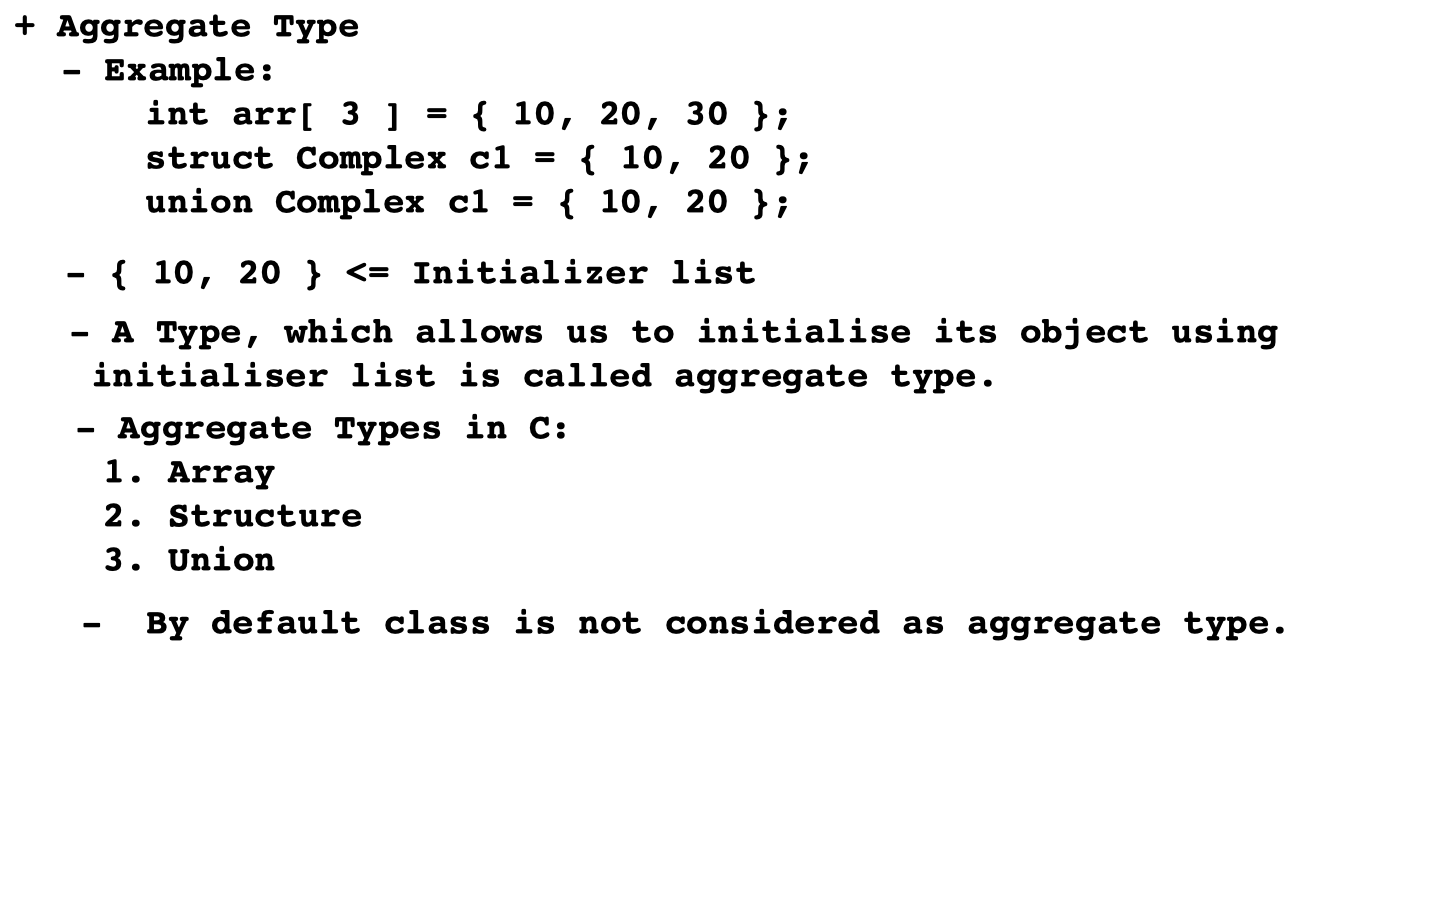 + Aggregate Type
- Example:
int arr[ 3 ] = { 10, 20, 30 };
struct Complex c1 = { 10, 20 };
union Complex c1 = { 10, 20 };
- { 10, 20 } <= Initializer list
- A Type, which allows us to initialise its object using
initialiser list is called aggregate type.
- Aggregate Types in C:
1. Array
2. Structure
3. Union
- By default class is not considered as aggregate type.